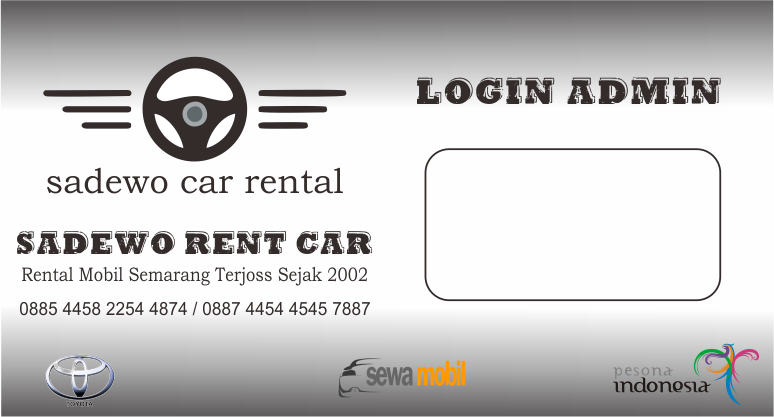 sadewo car rental
SADEWO RENT CAR
Rental Mobil Semarang Terjoss Sejak 2002
0885 4458 2254 4874 / 0887 4454 4545 7887
LOGIN ADMIN
TOYOTA
sewa mobil
pesona
indonesia